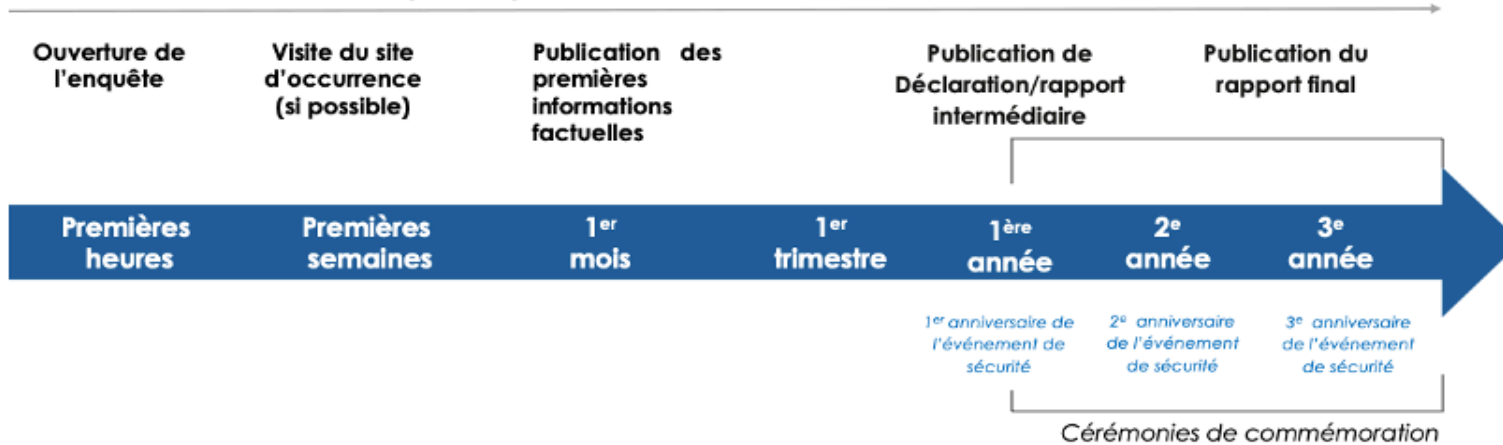 Ouverture de
l'enquête
Visite du site
d'occurrence
(si possible)
Publication des
premières
informations
factuelles
Publication de
Déclaration/rapport
intermédiaire
Publication du
rapport final
Premières
heures
Premières
semaines
1er
mois
1er
trimestre
1ère
année
2e
année
3e
année
1er anniversaire de
l'événement de
sécurité
2e anniversaire
de l'événement
de sécurité
3e anniversaire
de l'événement
de sécurité
Cérémonies de commémoration